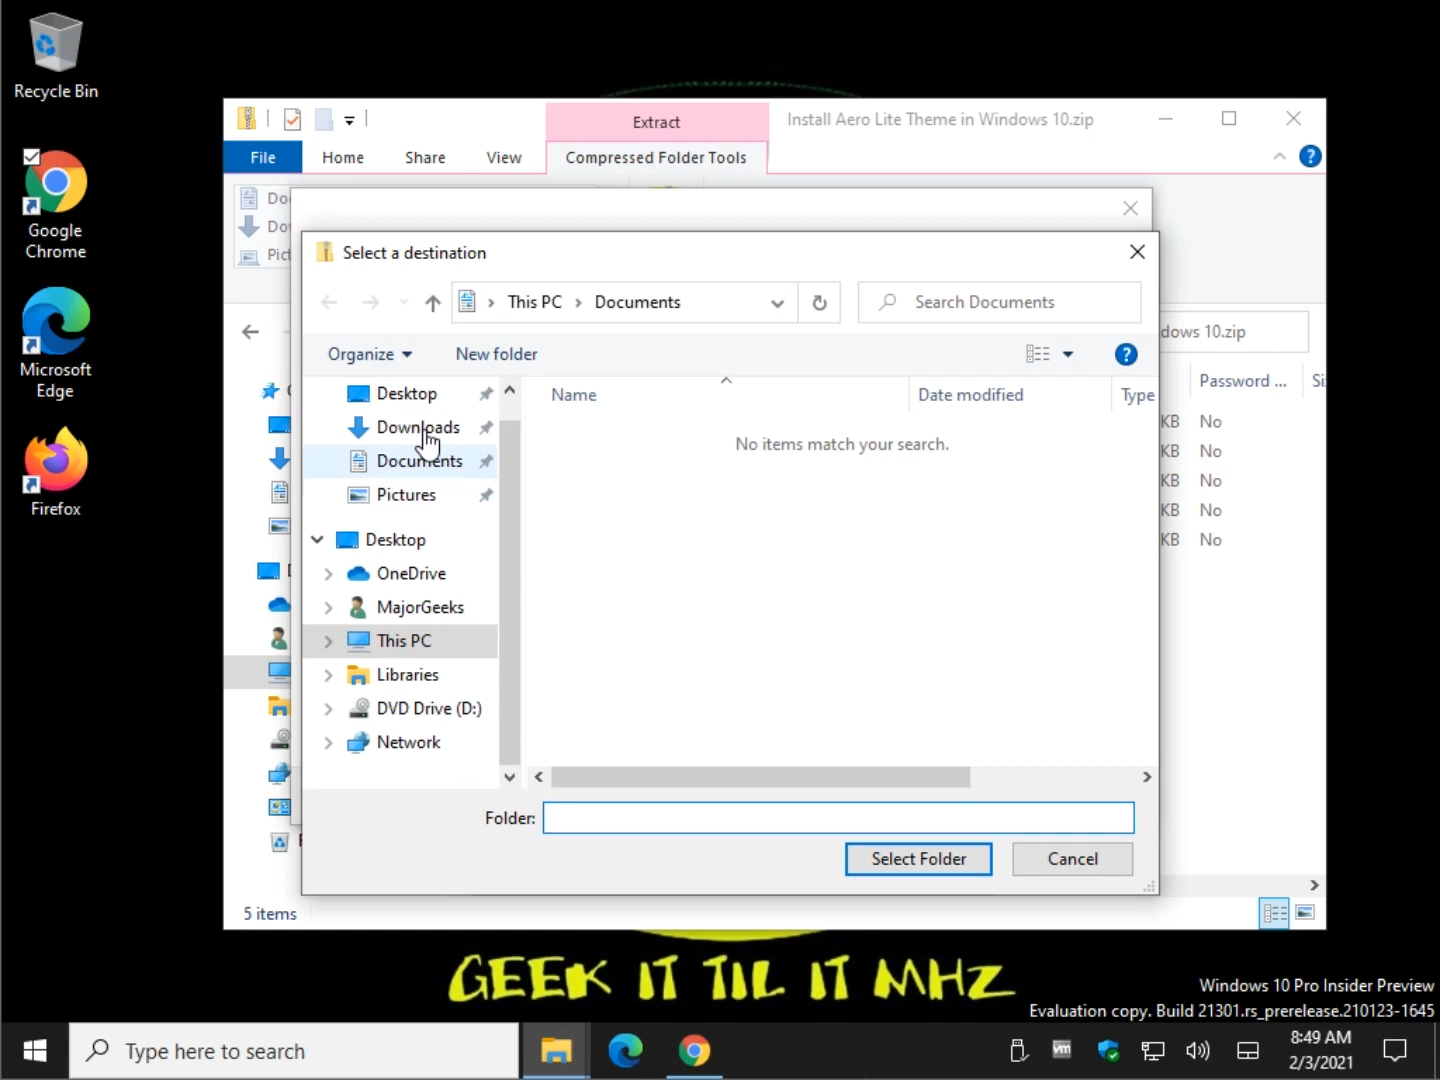 Recycle Bin
Google
Chrome
Microsoft
Edge
Firefox
Extract
Install Aero Lite Theme in Windows 10.zip
File
Home
Share
View
Compressed Folder Tools
Select a destination
This PC
Documents
Search Documents
dows 10.zip
Organize
New folder
Password ...
Name
Date modified
Type
No items match your search.
Desktop
Downloads
Documents
Pictures
Desktop
OneDrive
MajorGeeks
This PC
Libraries
DVD Drive (D:)
Network
KB No
KB No
KB No
KB No
KB No
Folder:
Select Folder
Cancel
5 items
GEEK IT TIL IT MHZ
Windows 10 Pro Insider Preview
Evaluation copy. Build 21301.rs_prerelease.210123-1645
Type here to search
vm
8:49 AM
2/3/2021